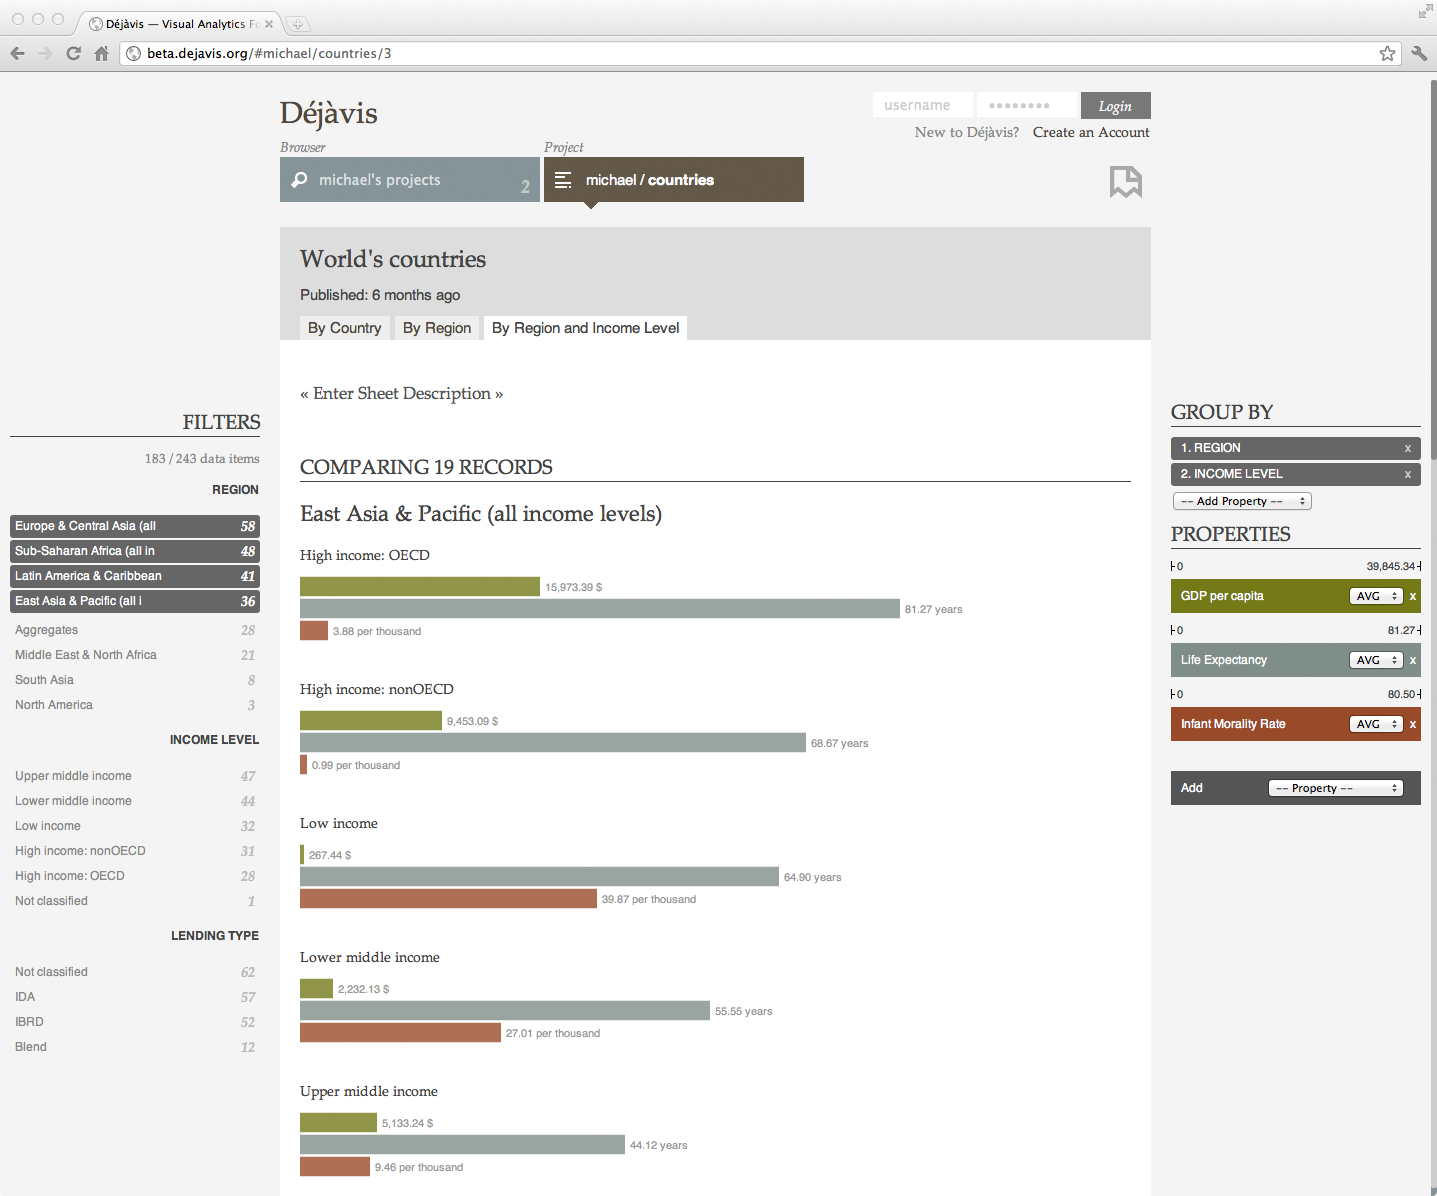 Déjàvis — Visual Analytics Fo
beta.dejavis.org/#michael/countries/3
Déjàvis
username
Login
New to Déjàvis? Create an Account
Browser
Project
michael's projects 2
michael / countries
World's countries
Published: 6 months ago
By Country
By Region
By Region and Income Level
« Enter Sheet Description »
FILTERS
183 / 243 data items
REGION
Europe & Central Asia (all 58
Sub-Saharan Africa (all in 48
Latin America & Caribbean 41
East Asia & Pacific (all i 36
Aggregates 28
Middle East & North Africa 21
South Asia 8
North America 3
INCOME LEVEL
Upper middle income 47
Lower middle income 44
Low income 32
High income: nonOECD 31
High income: OECD 28
Not classified 1
LENDING TYPE
Not classified 62
IDA 57
IBRD 52
Blend 12
COMPARING 19 RECORDS
East Asia & Pacific (all income levels)
High income: OECD
15,973.39 $
81.27 years
3.88 per thousand
High income: nonOECD
9,453.09 $
68.67 years
0.99 per thousand
Low income
267.44 $
64.90 years
39.87 per thousand
Lower middle income
2,232.13 $
55.55 years
27.01 per thousand
Upper middle income
5,133.24 $
44.12 years
9.46 per thousand
GROUP BY
1. REGION x
2. INCOME LEVEL x
-- Add Property --
PROPERTIES
0 39,845.34
GDP per capita AVG x
0 81.27
Life Expectancy AVG x
0 80.50
Infant Morality Rate AVG x
Add -- Property --